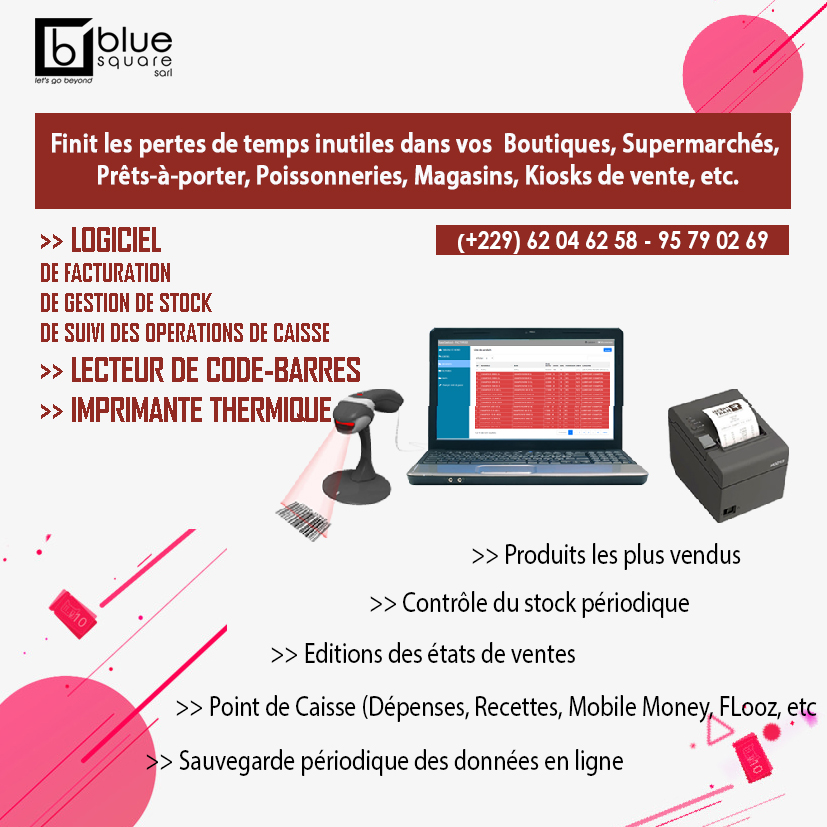 blue
square
sarl
let's go beyond
Finit les pertes de temps inutiles dans vos Boutiques, Supermarchés,
Prêts-à-porter, Poissonneries, Magasins, Kiosks de vente, etc.
>> LOGICIEL
DE FACTURATION
DE GESTION DE STOCK
DE SUIVI DES OPERATIONS DE CAISSE
>> LECTEUR DE CODE-BARRES
>> IMPRIMANTE THERMIQUE
(+229) 62 04 62 58 - 95 79 02 69
>> Produits les plus vendus
>> Contrôle du stock périodique
>> Editions des états de ventes
>> Point de Caisse (Dépenses, Recettes, Mobile Money, FLooz, etc
>> Sauvegarde périodique des données en ligne